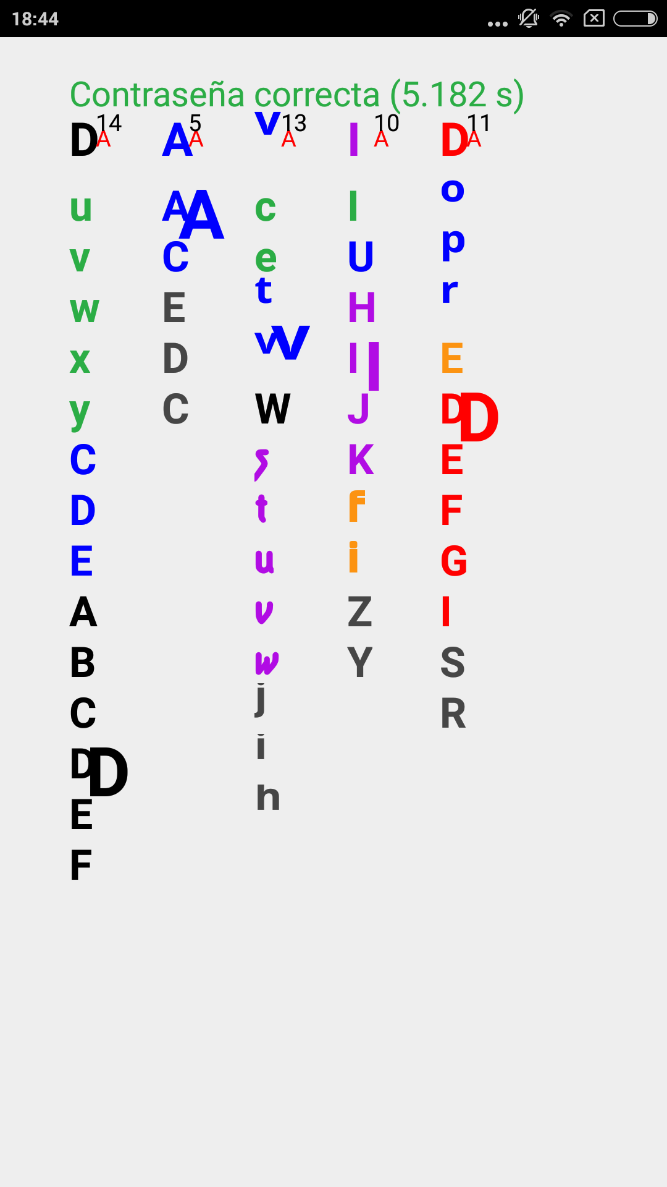 18:44
Contraseña correcta (5.182 s)
D 14 A A 5 A v 13 A I 10 A D 11 A
u A A c I o
v C e U p
w E t H r
x D v v I I E
y C W J D D
C s K E
D t f F
E u i G
A v Z I
B w Y S
C j R
D D i
E h
F